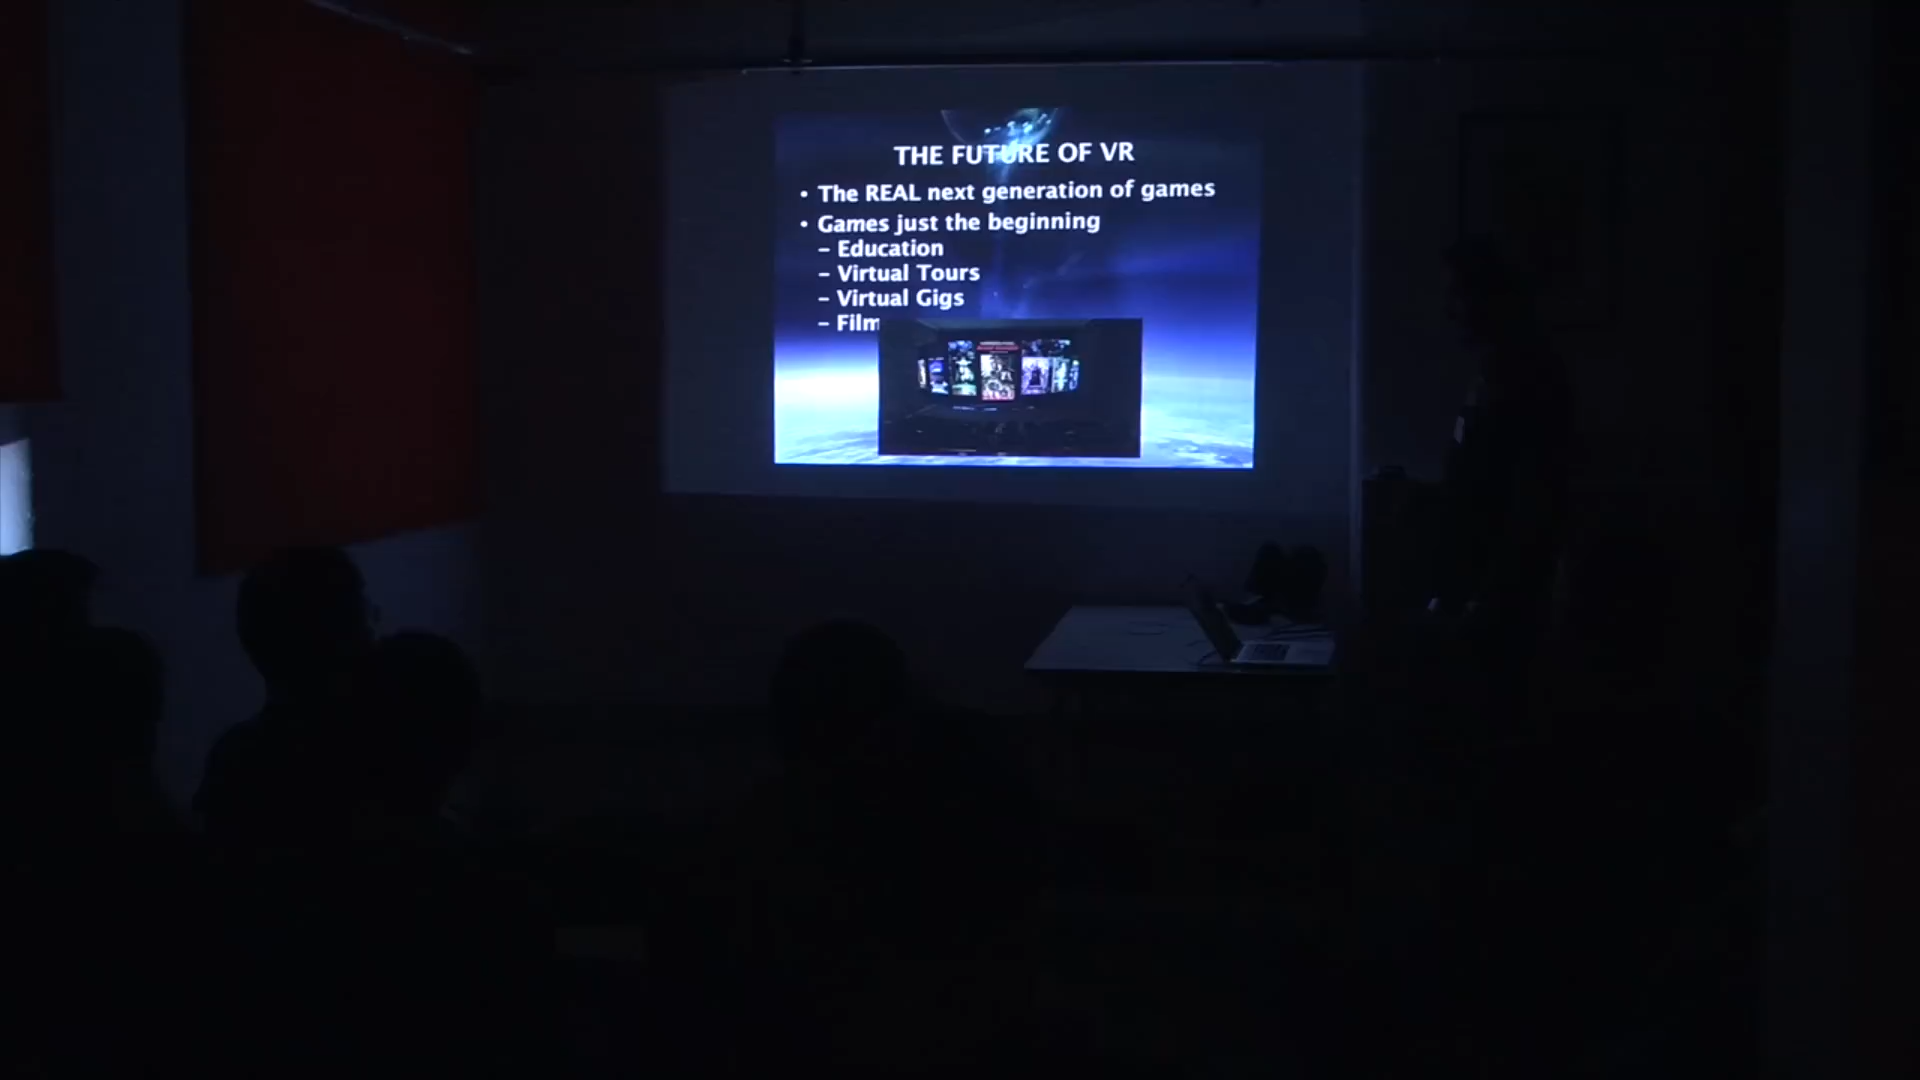 THE FUTURE OF VR
• The REAL next generation of games
• Games just the beginning
– Education
– Virtual Tours
– Virtual Gigs
– Film